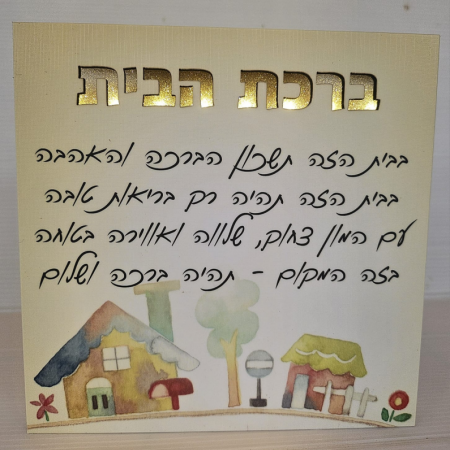 ברכת הבית
בבית הזה תשכון הברכה והאהבה
בבית הזה תהיה רק בריאות טובה
עם המון צחוק, שלווה ואווירה בטוחה
בזה המקום - תהיה ברכה ושלום